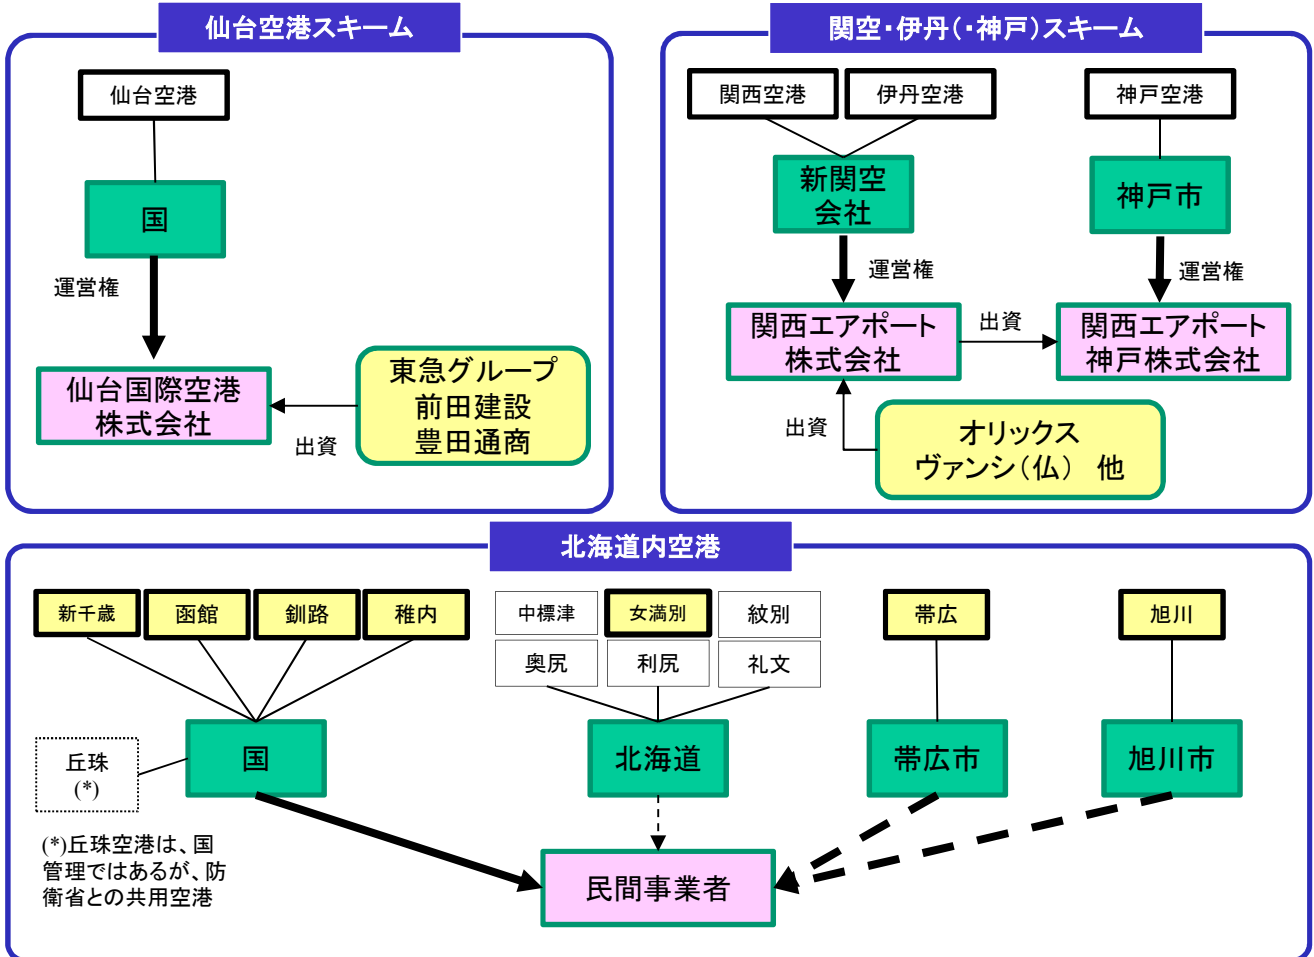 仙台空港スキーム
仙台空港
国
運営権
仙台国際空港
株式会社
出資
東急グループ
前田建設
豊田通商
関空・伊丹(・神戸)スキーム
関西空港
伊丹空港
神戸空港
新関空
会社
神戸市
運営権
運営権
関西エアポート
株式会社
出資
関西エアポート
神戸株式会社
出資
オリックス
ヴァンシ(仏) 他
北海道内空港
新千歳
函館
釧路
稚内
中標津
女満別
紋別
奥尻
利尻
礼文
帯広
旭川
丘珠
(*)
国
北海道
帯広市
旭川市
(*)丘珠空港は、国
管理ではあるが、防
衛省との共用空港
民間事業者